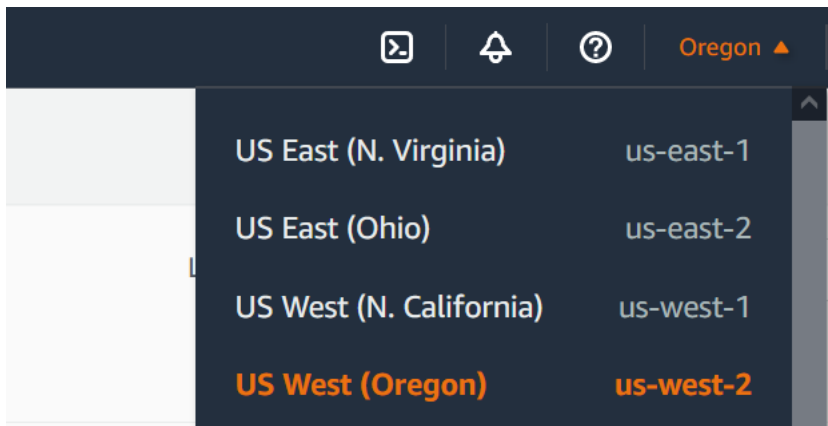 Oregon
US East (N. Virginia) us-east-1
US East (Ohio) us-east-2
US West (N. California) us-west-1
US West (Oregon) us-west-2